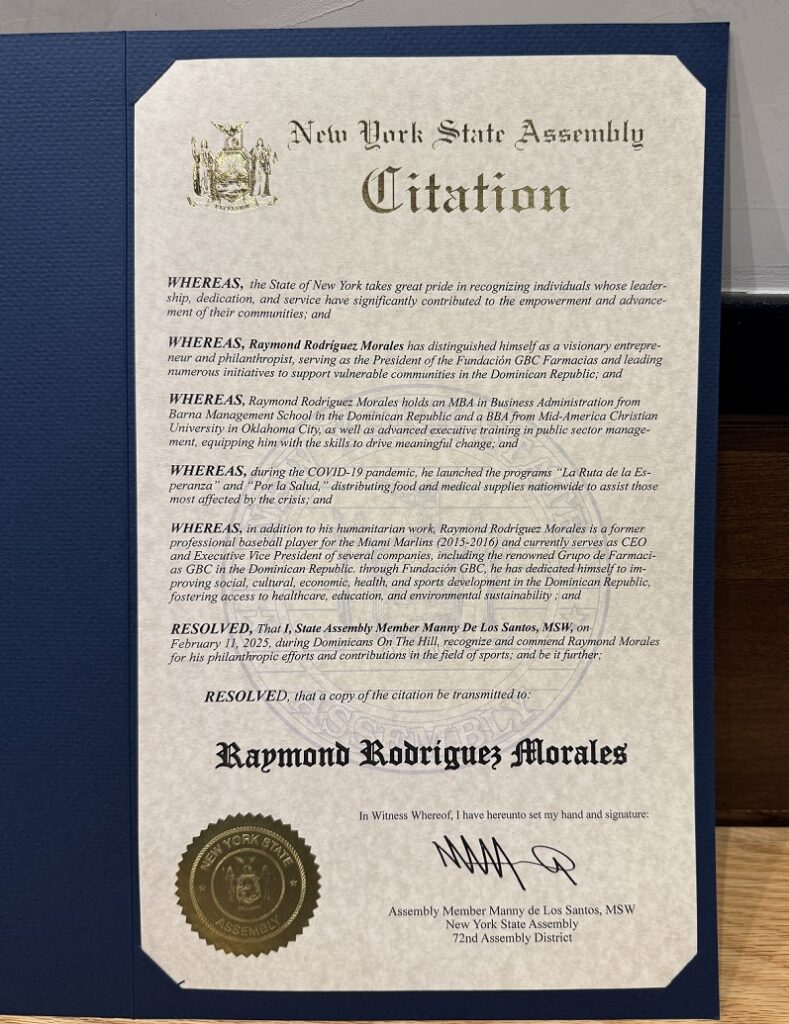 New York State Assembly
Citation
WHEREAS, the State of New York takes great pride in recognizing individuals whose leader-
ship, dedication, and service have significantly contributed to the empowerment and advance-
ment of their communities; and
WHEREAS, Raymond Rodríguez Morales has distinguished himself as a visionary entrepre-
neur and philanthropist, serving as the President of the Fundación GBC Farmacias and leading
numerous initiatives to support vulnerable communities in the Dominican Republic; and
WHEREAS, Raymond Rodríguez Morales holds an MBA in Business Administration from
Barna Management School in the Dominican Republic and a BBA from Mid-America Christian
University in Oklahoma City, as well as advanced executive training in public sector manage-
ment, equipping him with the skills to drive meaningful change; and
WHEREAS, during the COVID-19 pandemic, he launched the programs “La Ruta de la Es-
peranza” and “Por la Salud,” distributing food and medical supplies nationwide to assist those
most affected by the crisis; and
WHEREAS, in addition to his humanitarian work, Raymond Rodríguez Morales is a former
professional baseball player for the Miami Marlins (2015-2016) and currently serves as CEO
and Executive Vice President of several companies, including the renowned Grupo de Farmaci-
as GBC in the Dominican Republic. through Fundación GBC, he has dedicated himself to im-
proving social, cultural, economic, health, and sports development in the Dominican Republic,
fostering access to healthcare, education, and environmental sustainability ; and
RESOLVED, That I, State Assembly Member Manny De Los Santos, MSW, on
February 11, 2025, during Dominicans On The Hill, recognize and commend Raymond Morales
for his philanthropic efforts and contributions in the field of sports; and be it further;
RESOLVED, that a copy of the citation be transmitted to:
ASSEMBLY
Raymond Rodríguez Morales
In Witness Whereof, I have hereunto set my hand and signature:
NEW YORK STATE
ASSEMBLY
Assembly Member Manny de Los Santos, MSW
New York State Assembly
72nd Assembly District